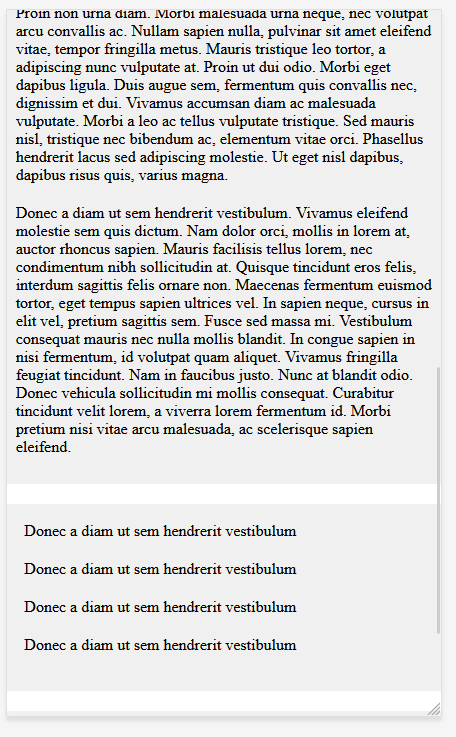 Proin non urna diam. Morbi malesuada urna neque, nec volutpat
arcu convallis ac. Nullam sapien nulla, pulvinar sit amet eleifend
vitae, tempor fringilla metus. Mauris tristique leo tortor, a
adipiscing nunc vulputate at. Proin ut dui odio. Morbi eget
dapibus ligula. Duis augue sem, fermentum quis convallis nec,
dignissim et dui. Vivamus accumsan diam ac malesuada
vulputate. Morbi a leo ac tellus vulputate tristique. Sed mauris
nisl, tristique nec bibendum ac, elementum vitae orci. Phasellus
hendrerit lacus sed adipiscing molestie. Ut eget nisl dapibus,
dapibus risus quis, varius magna.
Donec a diam ut sem hendrerit vestibulum. Vivamus eleifend
molestie sem quis dictum. Nam dolor orci, mollis in lorem at,
auctor rhoncus sapien. Mauris facilisis tellus lorem, nec
condimentum nibh sollicitudin at. Quisque tincidunt eros felis,
interdum sagittis felis ornare non. Maecenas fermentum euismod
tortor, eget tempus sapien ultrices vel. In sapien neque, cursus in
elit vel, pretium sagittis sem. Fusce sed massa mi. Vestibulum
consequat mauris nec nulla mollis blandit. In congue sapien in
nisi fermentum, id volutpat quam aliquet. Vivamus fringilla
feugiat tincidunt. Nam in faucibus justo. Nunc at blandit odio.
Donec vehicula sollicitudin mi mollis consequat. Curabitur
tincidunt velit lorem, a viverra lorem fermentum id. Morbi
pretium nisi vitae arcu malesuada, ac scelerisque sapien
eleifend.
Donec a diam ut sem hendrerit vestibulum
Donec a diam ut sem hendrerit vestibulum
Donec a diam ut sem hendrerit vestibulum
Donec a diam ut sem hendrerit vestibulum